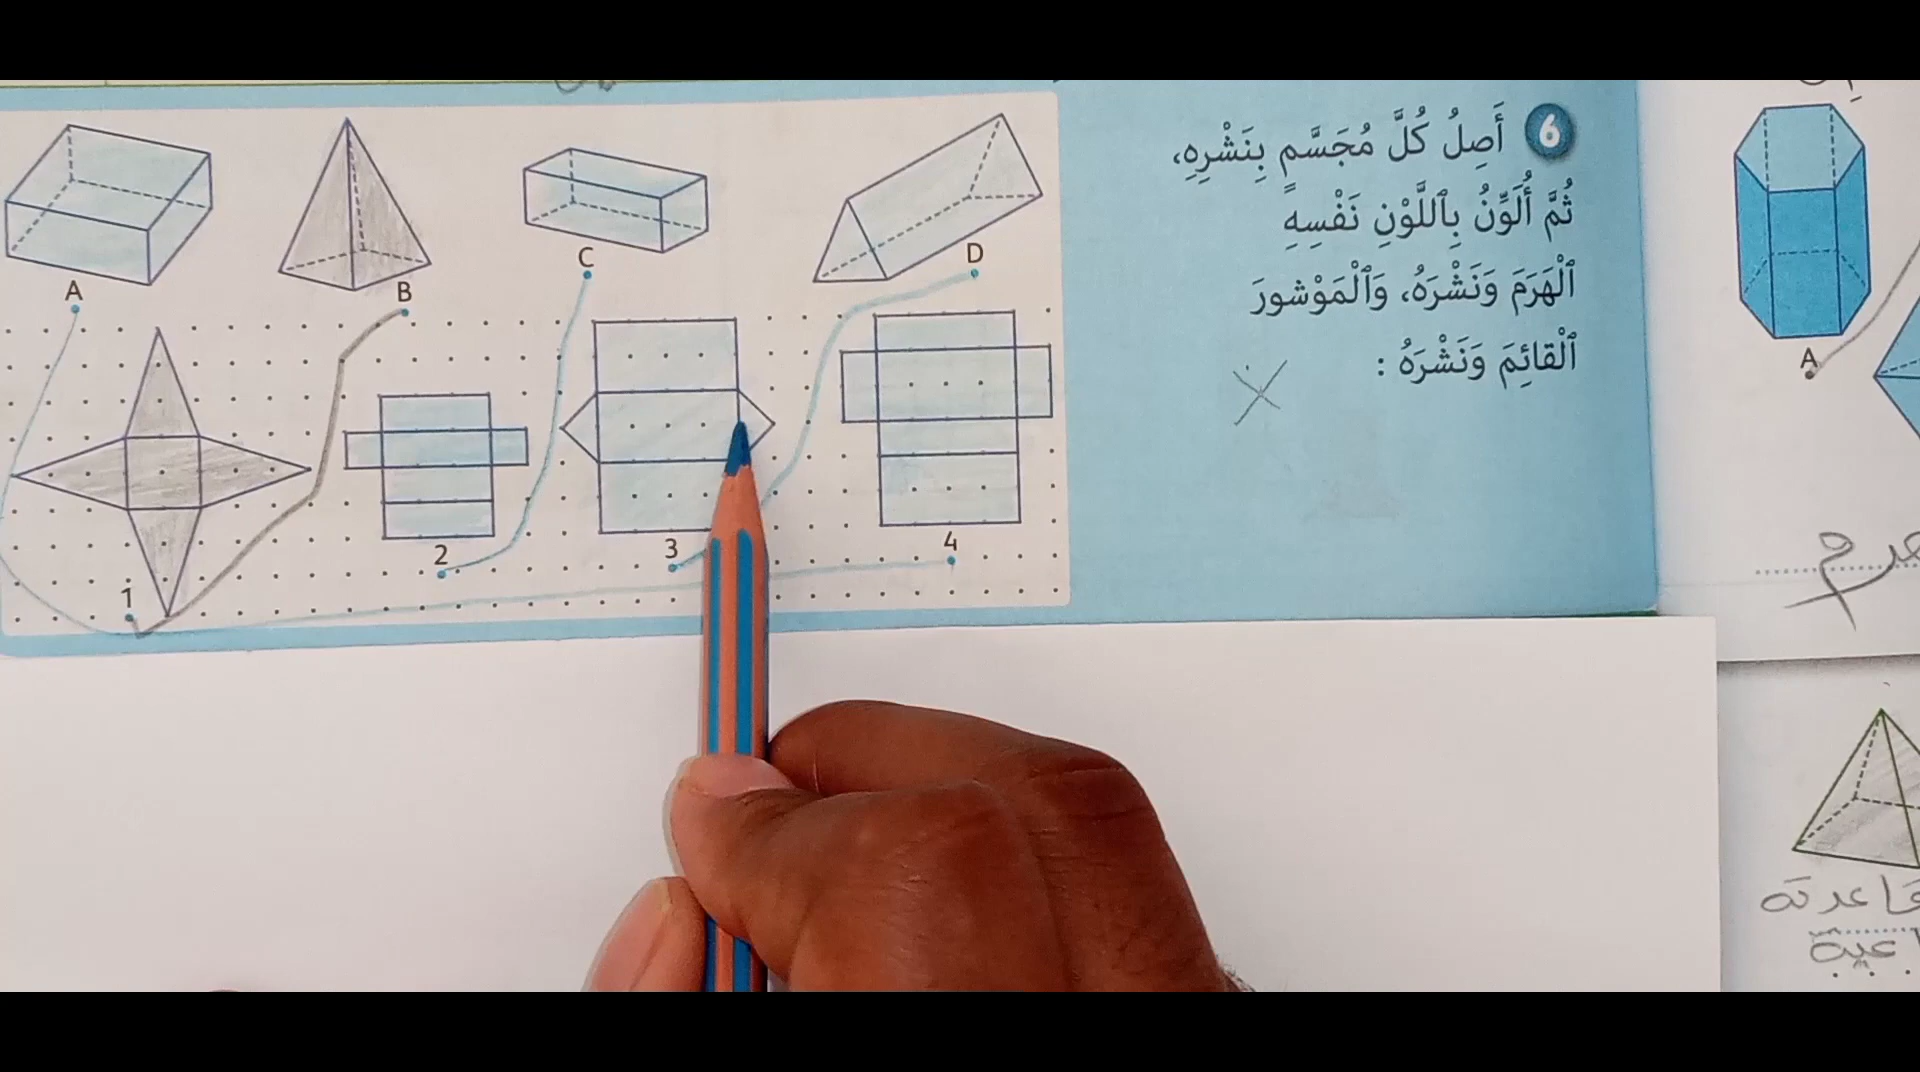 6 أَصِلُ كُلَّ مُجَسَّمٍ بِنَشْرِهِ،
ثُمَّ أُلَوِّنُ بِٱللَّوْنِ نَفْسِهِ
ٱلْهَرَمَ وَنَشْرَهُ، وَٱلْمَوْشورَ
ٱلْقائِمَ وَنَشْرَهُ :
A
B
C
D
1
2
3
4
A